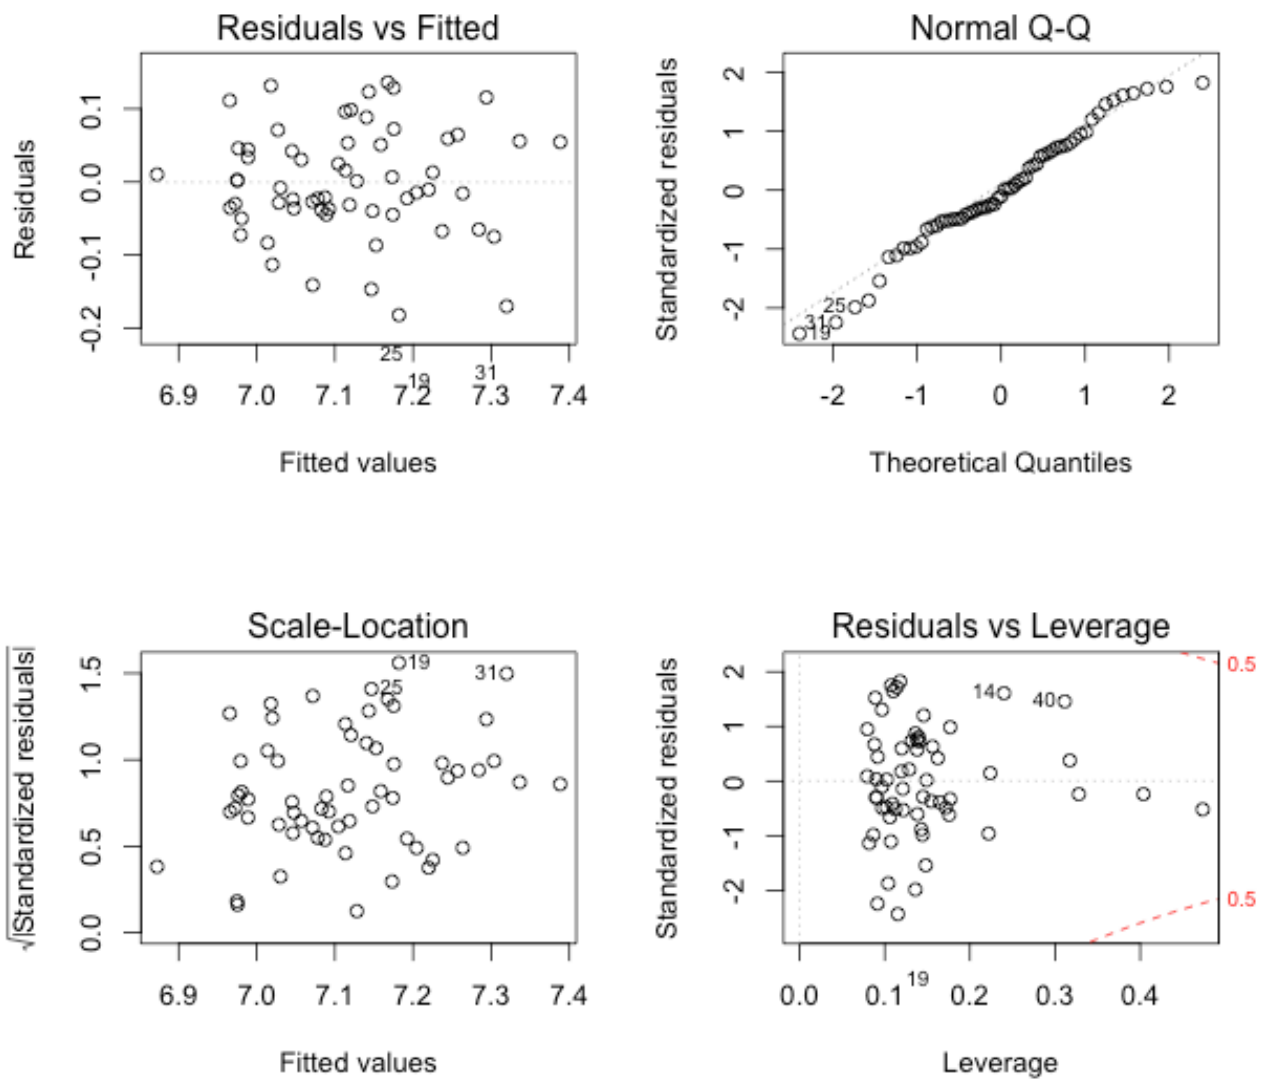 Residuals vs Fitted
Residuals
0.1
0.0
-0.1
-0.2
25
19
31
6.9 7.0 7.1 7.2 7.3 7.4
Fitted values
Normal Q-Q
Standardized residuals
2
1
0
-1
-2
25
31
19
-2 -1 0 1 2
Theoretical Quantiles
Scale-Location
√|Standardized residuals|
1.5
1.0
0.5
0.0
19
31
25
6.9 7.0 7.1 7.2 7.3 7.4
Fitted values
Residuals vs Leverage
Standardized residuals
2
1
0
-1
-2
14
40
0.5
0.5
19
0.0 0.1 0.2 0.3 0.4
Leverage